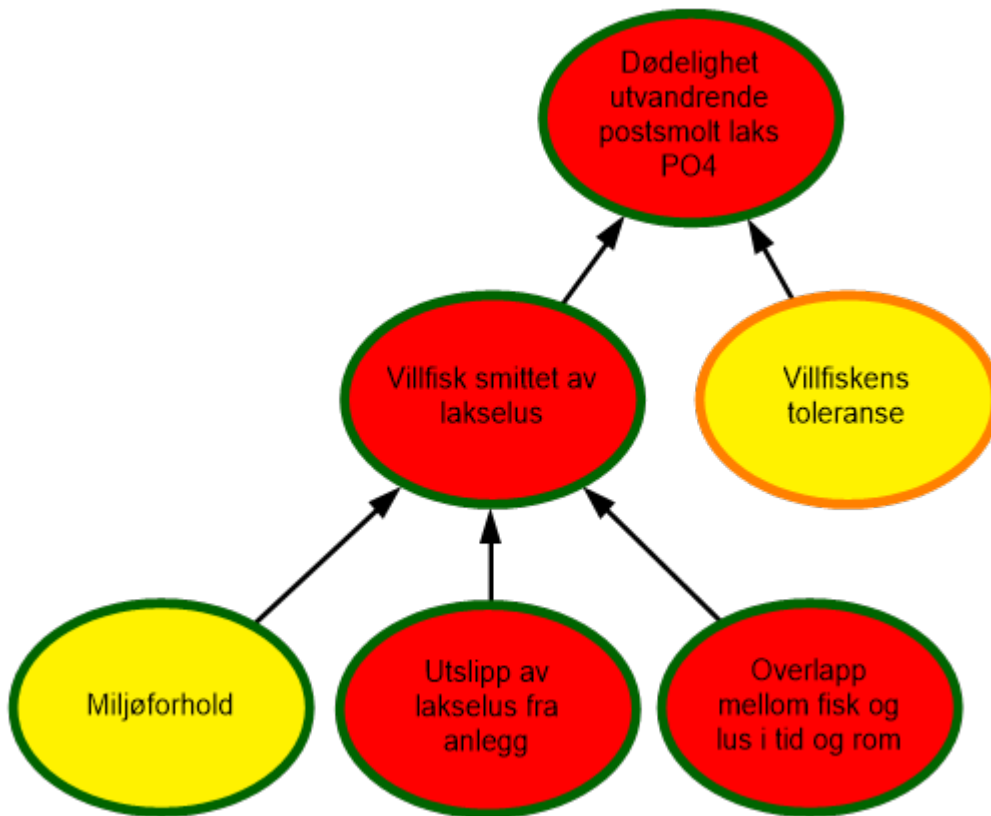 Dødelighet
utvandrende
postsmolt laks
PO4
Villfisk smittet av
lakselus
Villfiskens
toleranse
Miljøforhold
Utslipp av
lakselus fra
anlegg
Overlapp
mellom fisk og
lus i tid og rom